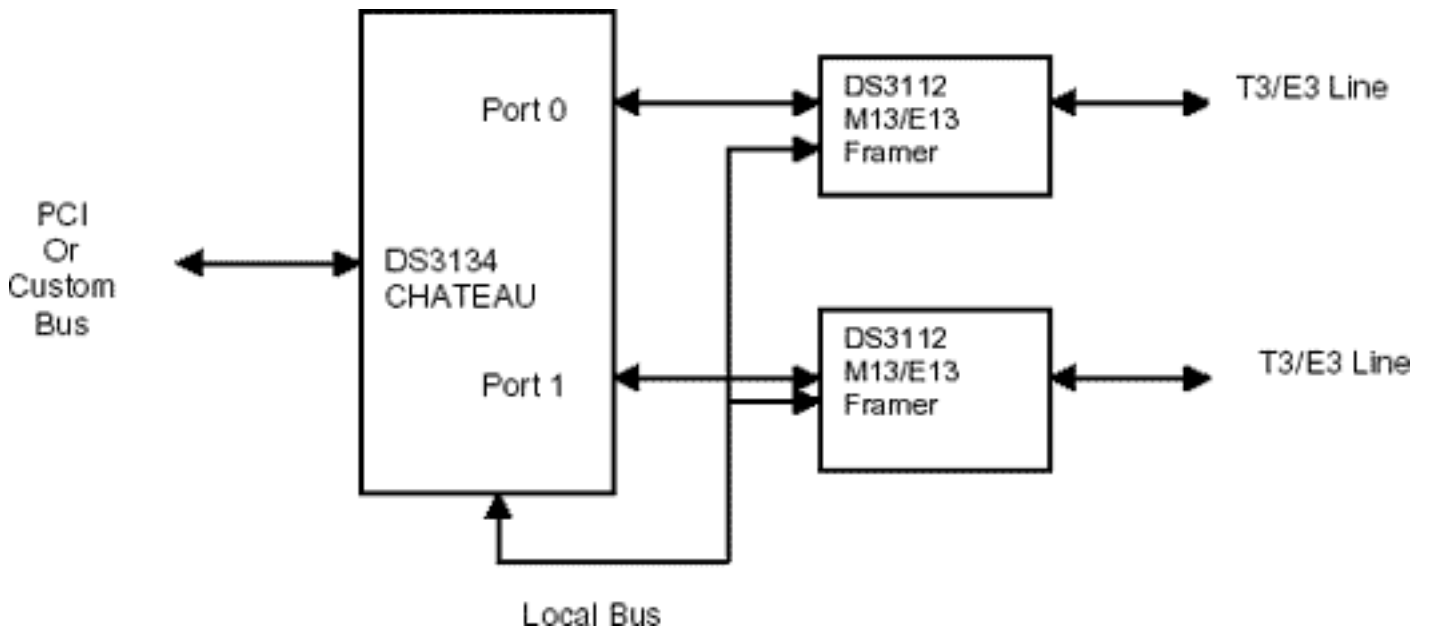 Port 0
DS3112
M13/E13
Framer
T3/E3 Line
PCI
Or
Custom
Bus
DS3134
CHATEAU
Port 1
DS3112
M13/E13
Framer
T3/E3 Line
Local Bus